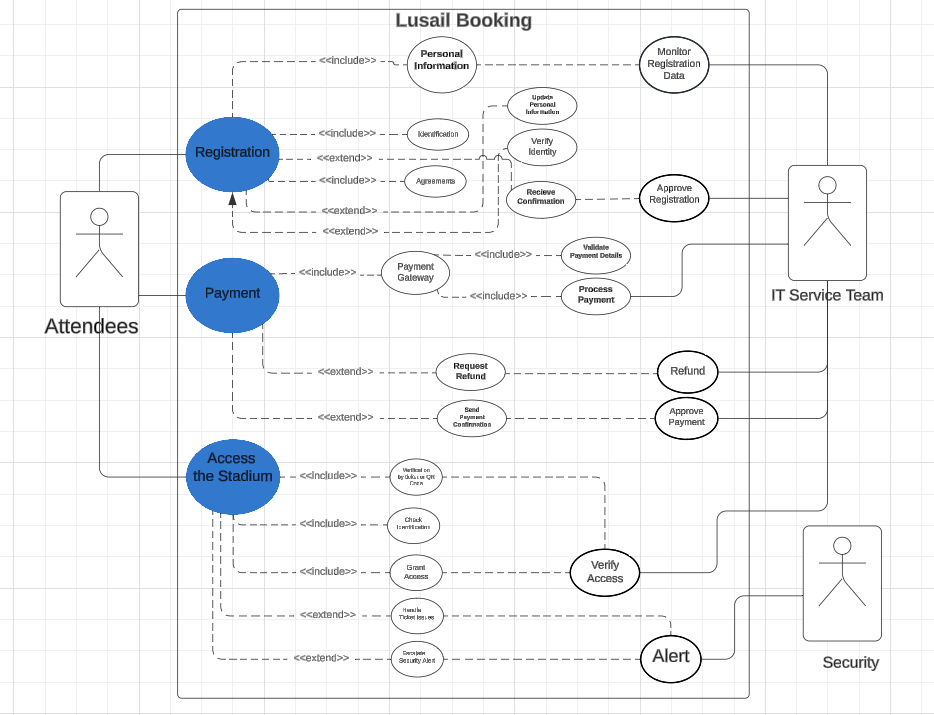 Lusail Booking
<<include>>
Personal
Information
Monitor
Registration
Data
Update
Personal
Information
<<include>>
Identification
Verify
Identity
Registration
<<extend>>
<<include>>
Agreements
Recieve
Confirmation
Approve
Registration
<<extend>>
<<extend>>
Attendees
IT Service Team
Payment
<<include>>
Payment
Gateway
<<include>>
Validate
Payment Details
<<include>>
Process
Payment
<<extend>>
Request
Refund
Refund
<<extend>>
Send
Payment
Confirmation
Approve
Payment
Access
the Stadium
<<include>>
Verification
QR
Code
<<include>>
Check
Identification
<<include>>
Grant
Access
Verify
Access
<<extend>>
Handle
Ticket Issues
<<extend>>
Escalate
Security Alert
Alert
Security